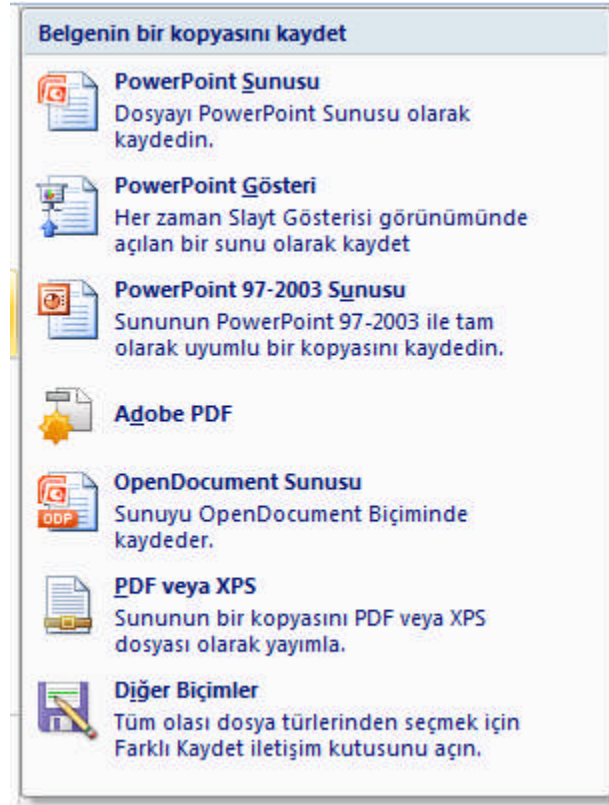 Belgenin bir kopyasını kaydet
PowerPoint Sunusu
Dosyayı PowerPoint Sunusu olarak
kaydedin.
PowerPoint Gösteri
Her zaman Slayt Gösterisi görünümünde
açılan bir sunu olarak kaydet
PowerPoint 97-2003 Sunusu
Sununun PowerPoint 97-2003 ile tam
olarak uyumlu bir kopyasını kaydedin.
Adobe PDF
OpenDocument Sunusu
ODP
Sunuyu OpenDocument Biçiminde
kaydeder.
PDF veya XPS
Sununun bir kopyasını PDF veya XPS
dosyası olarak yayımla.
Diğer Biçimler
Tüm olası dosya türlerinden seçmek için
Farklı Kaydet iletişim kutusunu açın.